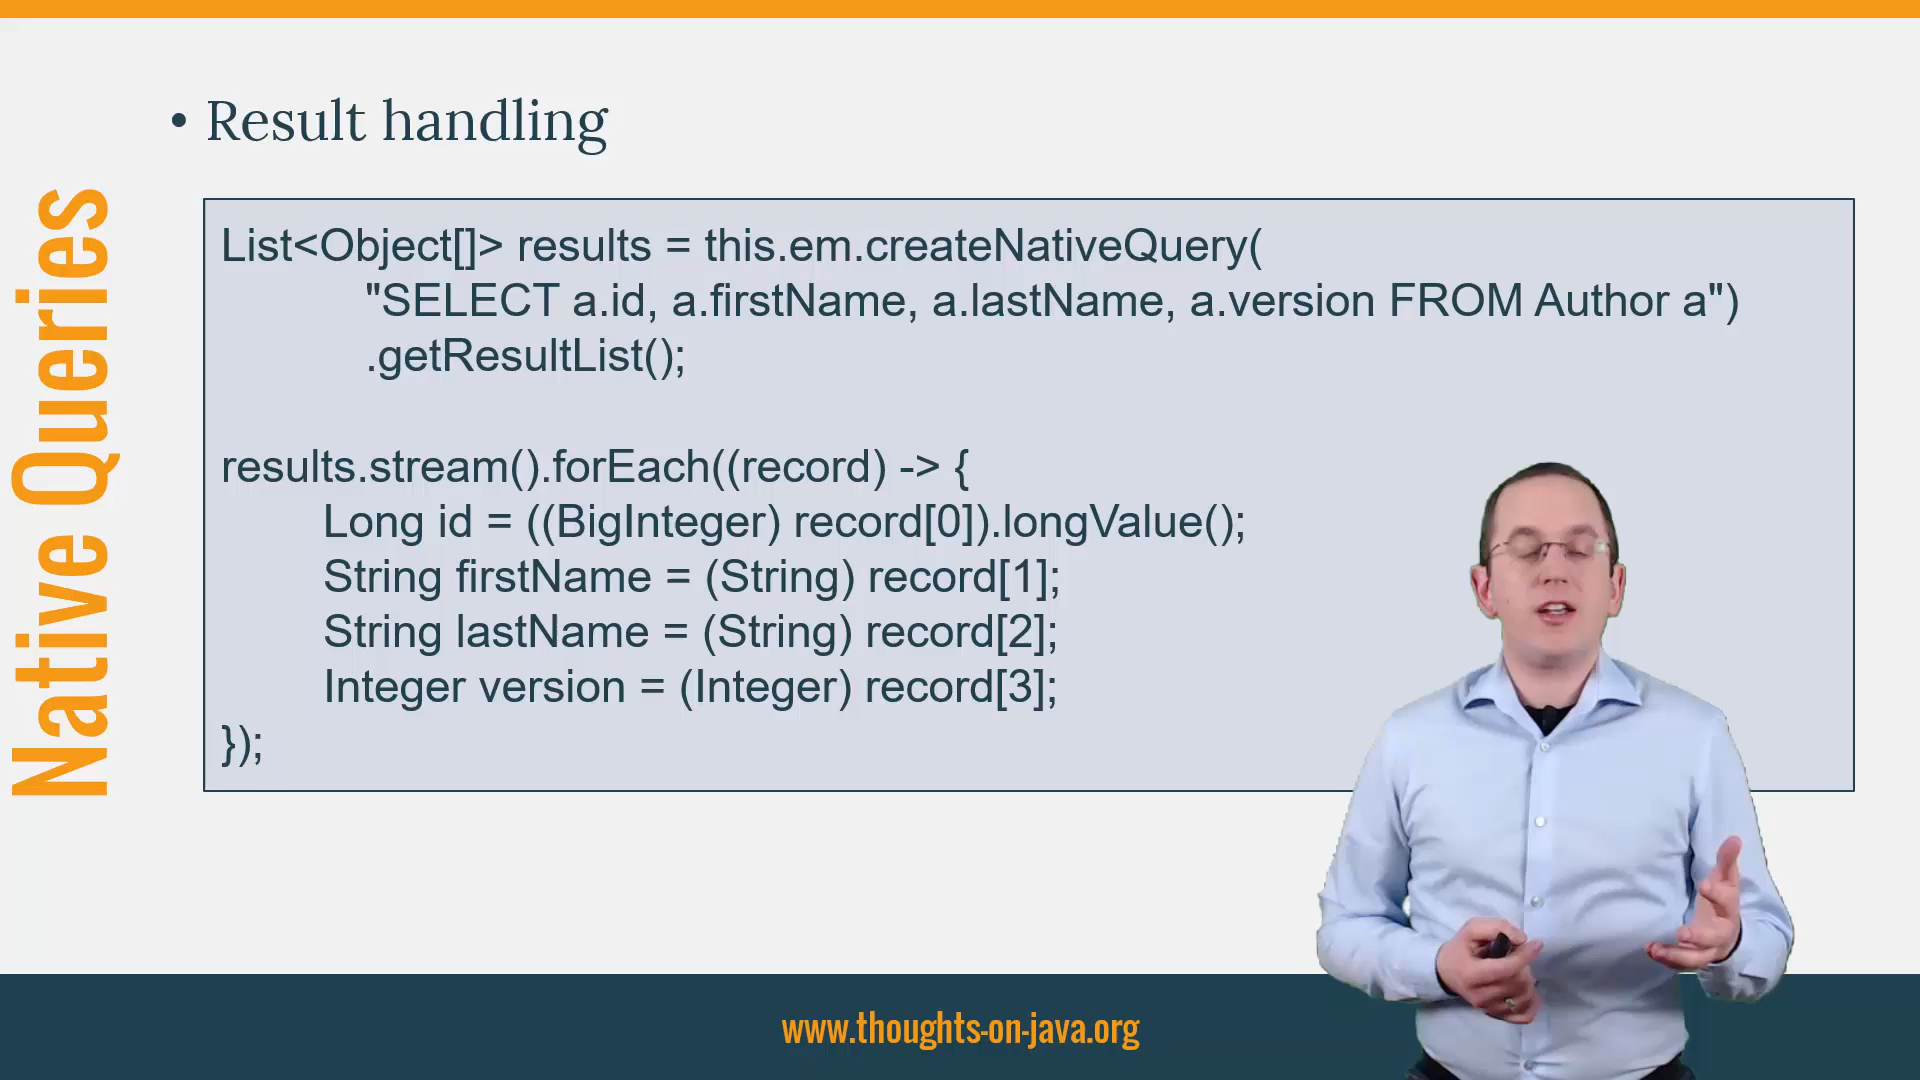 • Result handling
Native Queries
List<Object[]> results = this.em.createNativeQuery(
"SELECT a.id, a.firstName, a.lastName, a.version FROM Author a")
.getResultList();
results.stream().forEach((record) -> {
Long id = ((BigInteger) record[0]).longValue();
String firstName = (String) record[1];
String lastName = (String) record[2];
Integer version = (Integer) record[3];
});
www.thoughts-on-java.org